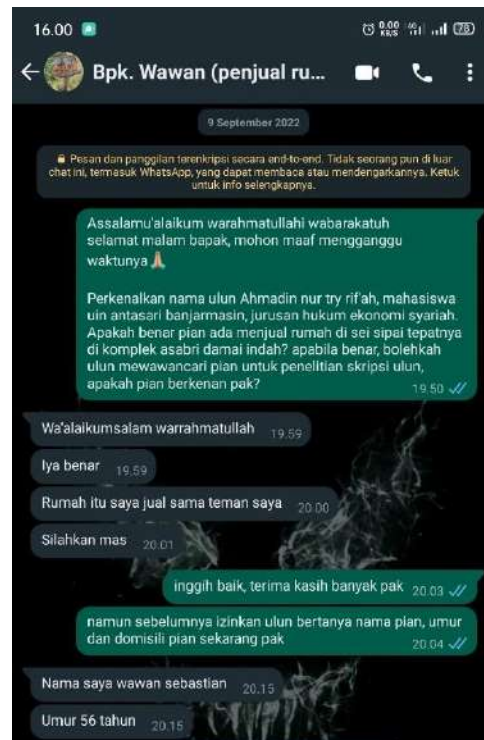 16.00
0.00
KB/S
4G
78
Bpk. Wawan (penjual ru...
9 September 2022
Pesan dan panggilan terenkripsi secara end-to-end. Tidak seorang pun di luar
chat ini, termasuk WhatsApp, yang dapat membaca atau mendengarkannya. Ketuk
untuk info selengkapnya.
Assalamu'alaikum warahmatullahi wabarakatuh
selamat malam bapak, mohon maaf mengganggu
waktunya 🙏
Perkenalkan nama ulun Ahmadin nur try rif'ah, mahasiswa
uin antasari banjarmasin, jurusan hukum ekonomi syariah.
Apakah benar pian ada menjual rumah di sei sipai tepatnya
di komplek asabri damai indah? apabila benar, bolehkah
ulun mewawancari pian untuk penelitian skripsi ulun,
apakah pian berkenan pak? 19.50
Wa'alaikumsalam warrahmatullah 19.59
Iya benar 19.59
Rumah itu saya jual sama teman saya 20.00
Silahkan mas 20.01
inggih baik, terima kasih banyak pak 20.03
namun sebelumnya izinkan ulun bertanya nama pian, umur
dan domisili pian sekarang pak 20.04
Nama saya wawan sebastian 20.15
Umur 56 tahun 20.15